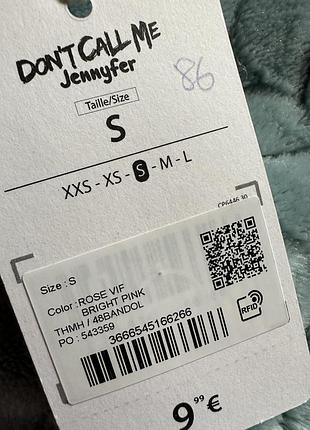 DON'T CALL ME
Jennyfer
86
Taille/Size
S
XXS - XS - S - M - L
CP6446 30
Size : S
Color : ROSE VIF
BRIGHT PINK
THMH / 48BANDOL
PO : 543359
RFID
3666545166266
9,99 €